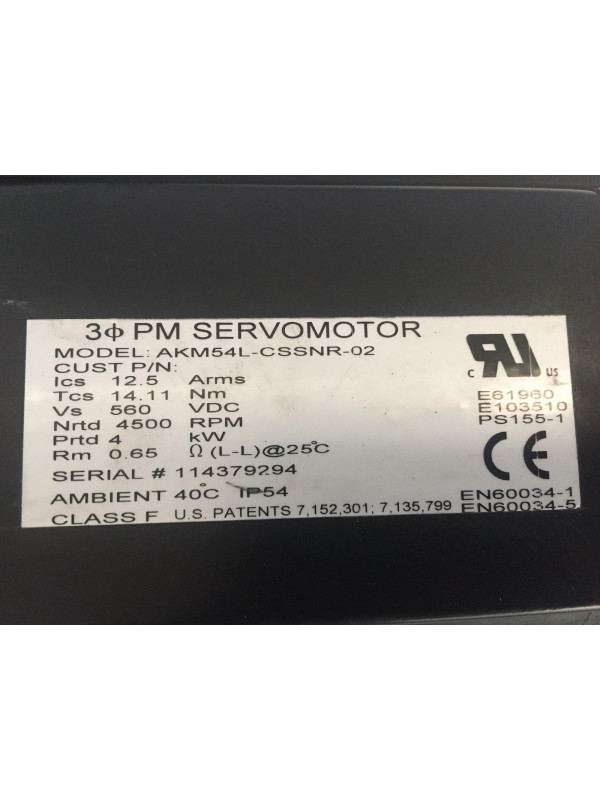 3ϕ PM SERVOMOTOR
MODEL: AKM54L-CSSNR-02
CUST P/N:
Ics 12.5 Arms
Tcs 14.11 Nm
Vs 560 VDC
Nrtd 4500 RPM
Prtd 4 kW
Rm 0.65 Ω (L-L)@25°C
SERIAL # 114379294
AMBIENT 40°C IP54
CLASS F U.S. PATENTS 7,152,301; 7,135,799
c RU US
E61960
E103510
PS155-1
CE
EN60034-1
EN60034-5